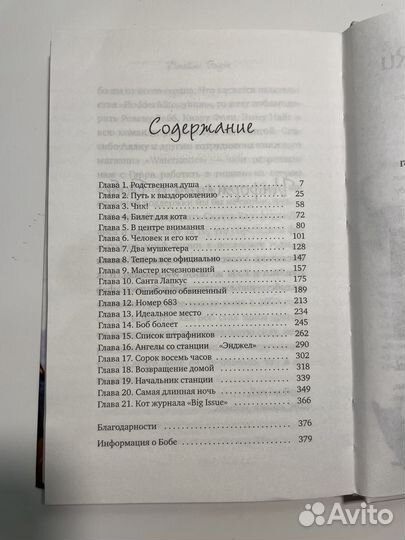 Содержание
Глава 1. Родственная душа 7
Глава 2. Путь к выздоровлению 25
Глава 3. Чик! 58
Глава 4. Билет для кота 72
Глава 5. В центре внимания 80
Глава 6. Человек и его кот 101
Глава 7. Два мушкетера 128
Глава 8. Теперь все официально 147
Глава 9. Мастер исчезновений 157
Глава 10. Санта Лапкус 175
Глава 11. Ошибочно обвиненный 189
Глава 12. Номер 683 213
Глава 13. Идеальное место 234
Глава 14. Боб болеет 245
Глава 15. Список штрафников 262
Глава 16. Ангелы со станции «Энджел» 290
Глава 17. Сорок восемь часов 302
Глава 18. Возвращение домой 318
Глава 19. Начальник станции 339
Глава 20. Самая длинная ночь 349
Глава 21. Кот журнала «Big Issue» 366
Благодарности 376
Информация о Бобе 379
Avito